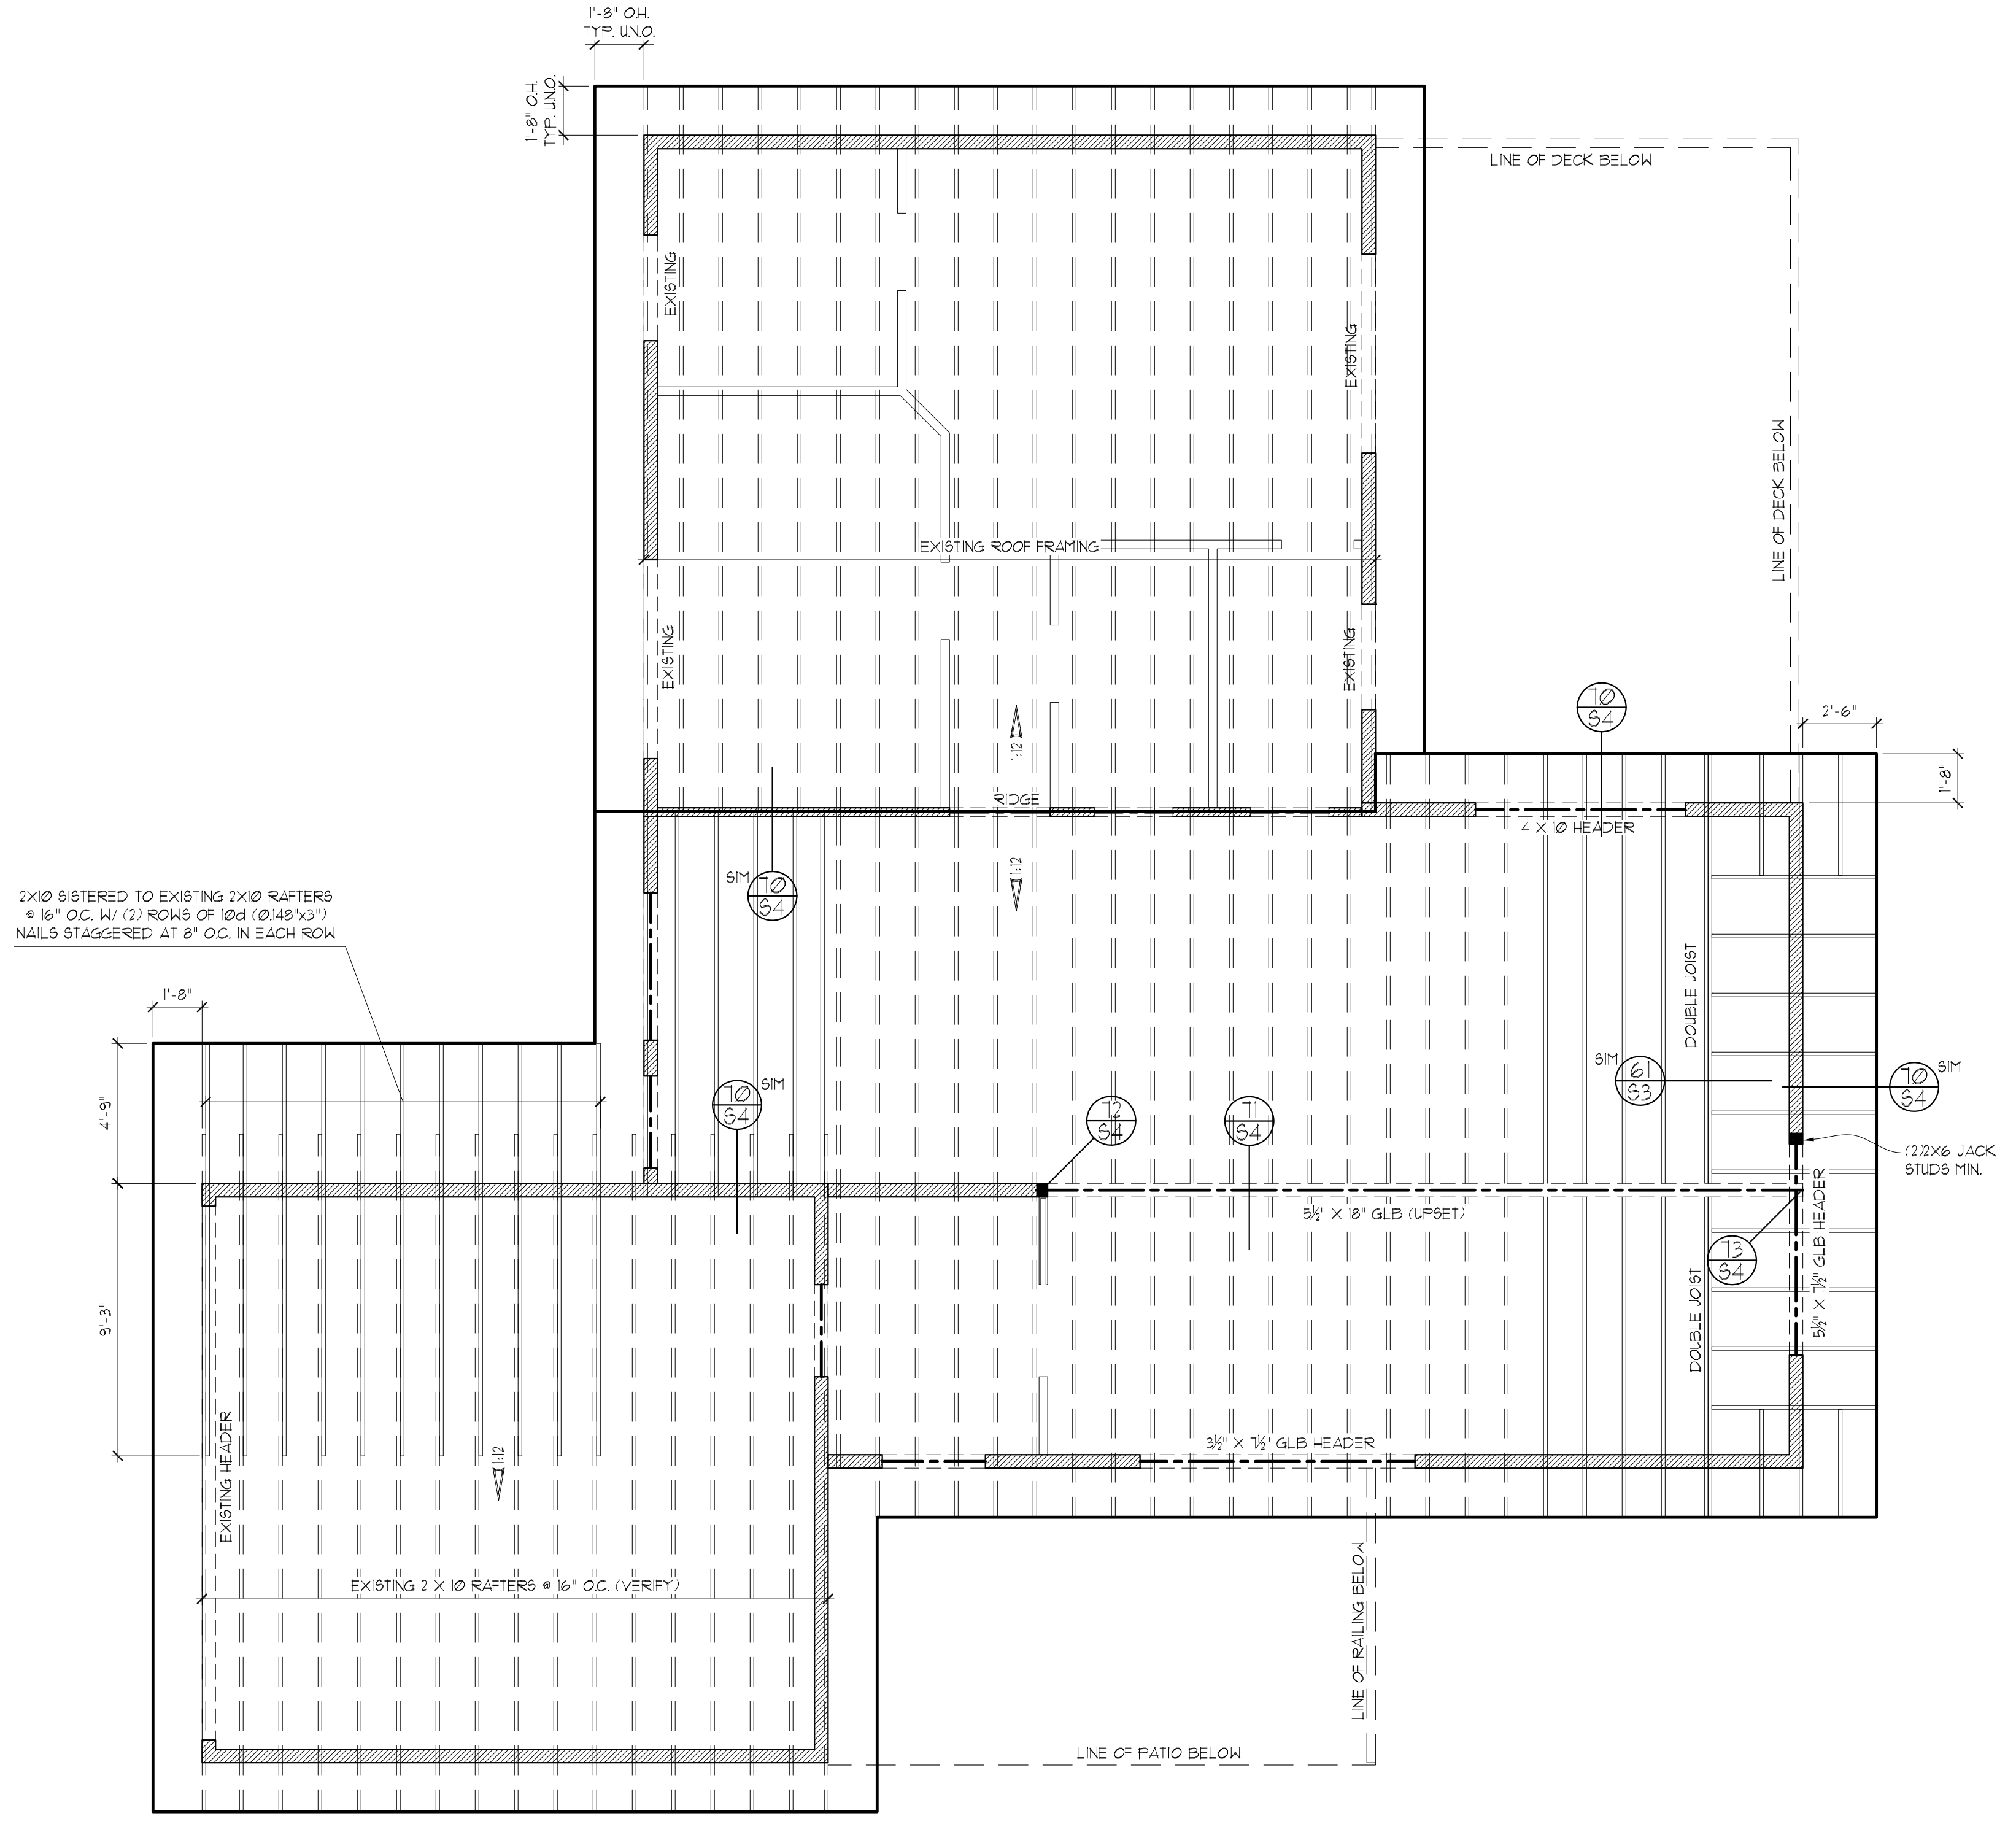 1'-8" O.H.
TYP. U.N.O.
1'-8" O.H.
TYP. U.N.O.
LINE OF DECK BELOW
EXISTING
EXISTING
LINE OF DECK BELOW
EXISTING ROOF FRAMING
EXISTING
EXISTING
70
S4
2'-6"
1'-8"
1:12
RIDGE
4 X 10 HEADER
1:12
SIM
70
S4
2X10 SISTERED TO EXISTING 2X10 RAFTERS
@ 16" O.C. W/ (2) ROWS OF 10d (0.148"x3")
NAILS STAGGERED AT 8" O.C. IN EACH ROW
DOUBLE JOIST
1'-8"
SIM
61
S3
70
S4
SIM
70
S4
SIM
72
S4
71
S4
4'-9"
(2)2X6 JACK
STUDS MIN.
5½" X 18" GLB (UPSET)
5½" X 7½" GLB HEADER
73
S4
9'-3"
DOUBLE JOIST
3½" X 7½" GLB HEADER
EXISTING HEADER
1:12
EXISTING 2 X 10 RAFTERS @ 16" O.C. (VERIFY)
LINE OF RAILING BELOW
LINE OF PATIO BELOW